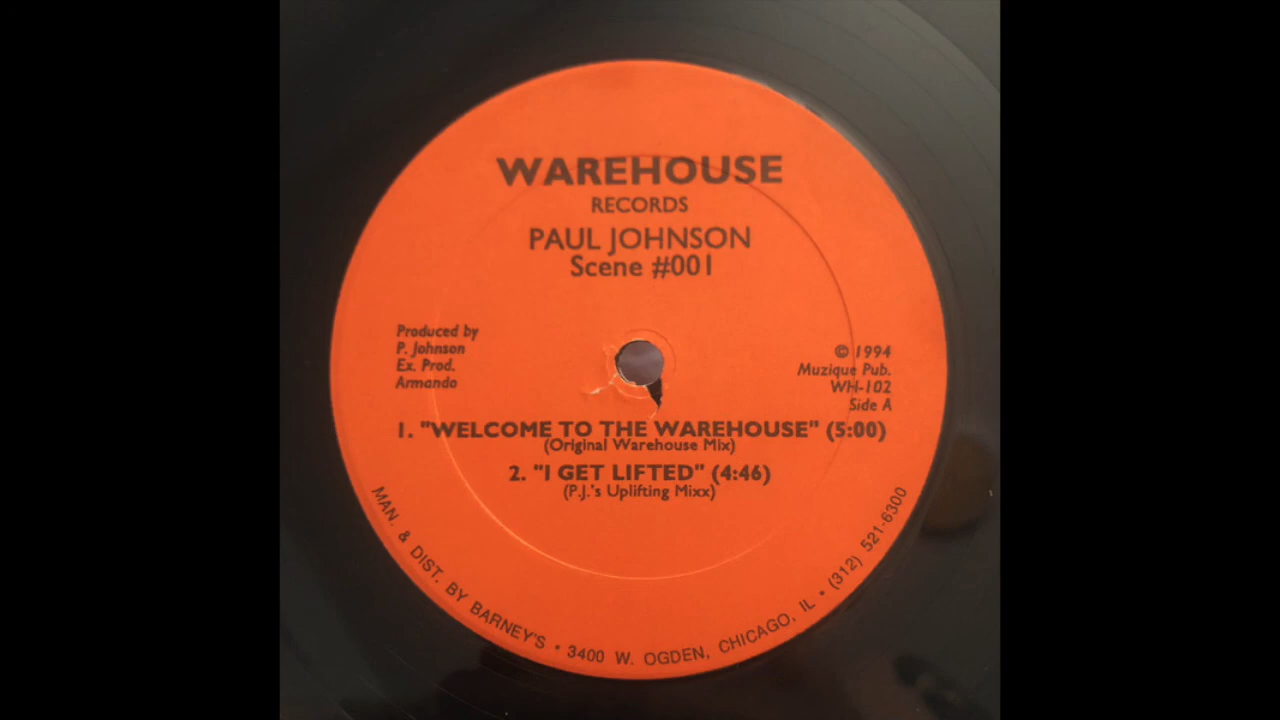 WAREHOUSE
RECORDS
PAUL JOHNSON
Scene #001
Produced by
P. Johnson
Ex. Prod.
Armando
© 1994
Muzique Pub.
WH-102
Side A
1. "WELCOME TO THE WAREHOUSE" (5:00)
(Original Warehouse Mix)
2. "I GET LIFTED" (4:46)
(P.J.'s Uplifting Mixx)
MAN. & DIST. BY BARNEY'S • 3400 W. OGDEN, CHICAGO, IL • (312) 521-6300